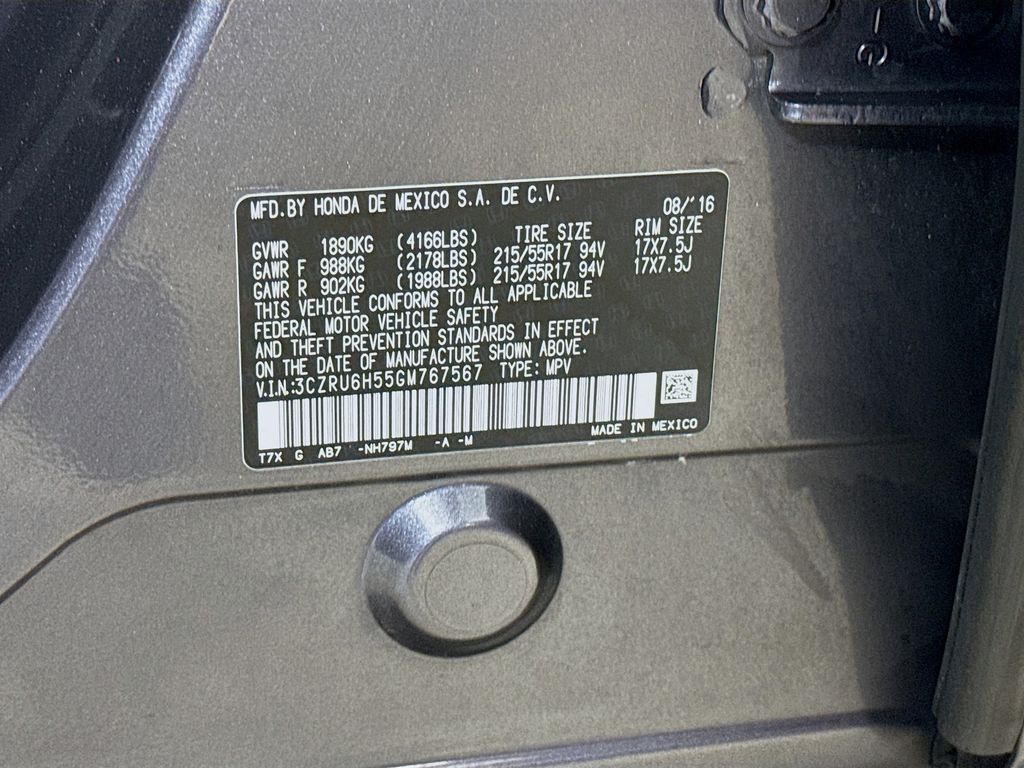 MFD.BY HONDA DE MEXICO S.A. DE C.V. 08/'16
TIRE SIZE RIM SIZE
GVWR 1890KG (4166LBS)
GAWR F 988KG (2178LBS) 215/55R17 94V 17X7.5J
GAWR R 902KG (1988LBS) 215/55R17 94V 17X7.5J
THIS VEHICLE CONFORMS TO ALL APPLICABLE
FEDERAL MOTOR VEHICLE SAFETY
AND THEFT PREVENTION STANDARDS IN EFFECT
ON THE DATE OF MANUFACTURE SHOWN ABOVE.
V.I.N.:3CZRU6H55GM767567 TYPE: MPV
T7X G AB7 -NH797M -A -M MADE IN MEXICO